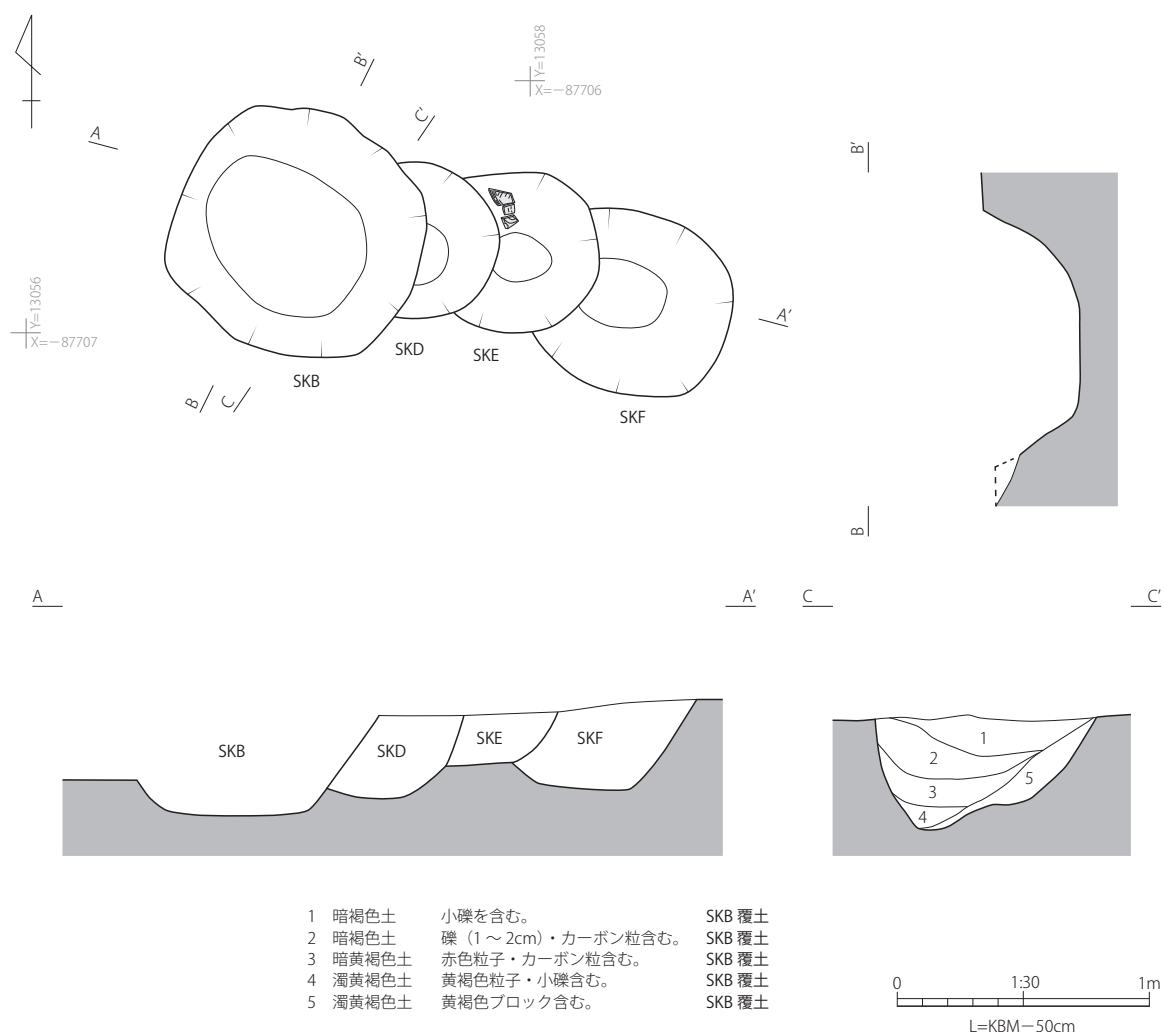 Y=13058
X=−87706
B'
C'
A
Y=13056
X=−87707
A'
SKD
SKE
SKB
SKF
B
C
B'
B
A
A'
C
C'
SKB
SKD
SKE
SKF
1
2
3
4
5
1 暗褐色土 小礫を含む。 SKB 覆土
2 暗褐色土 礫（1 〜 2cm）・カーボン粒含む。 SKB 覆土
3 暗黄褐色土 赤色粒子・カーボン粒含む。 SKB 覆土
4 濁黄褐色土 黄褐色粒子・小礫含む。 SKB 覆土
5 濁黄褐色土 黄褐色ブロック含む。 SKB 覆土
0 1:30 1m
L=KBM−50cm